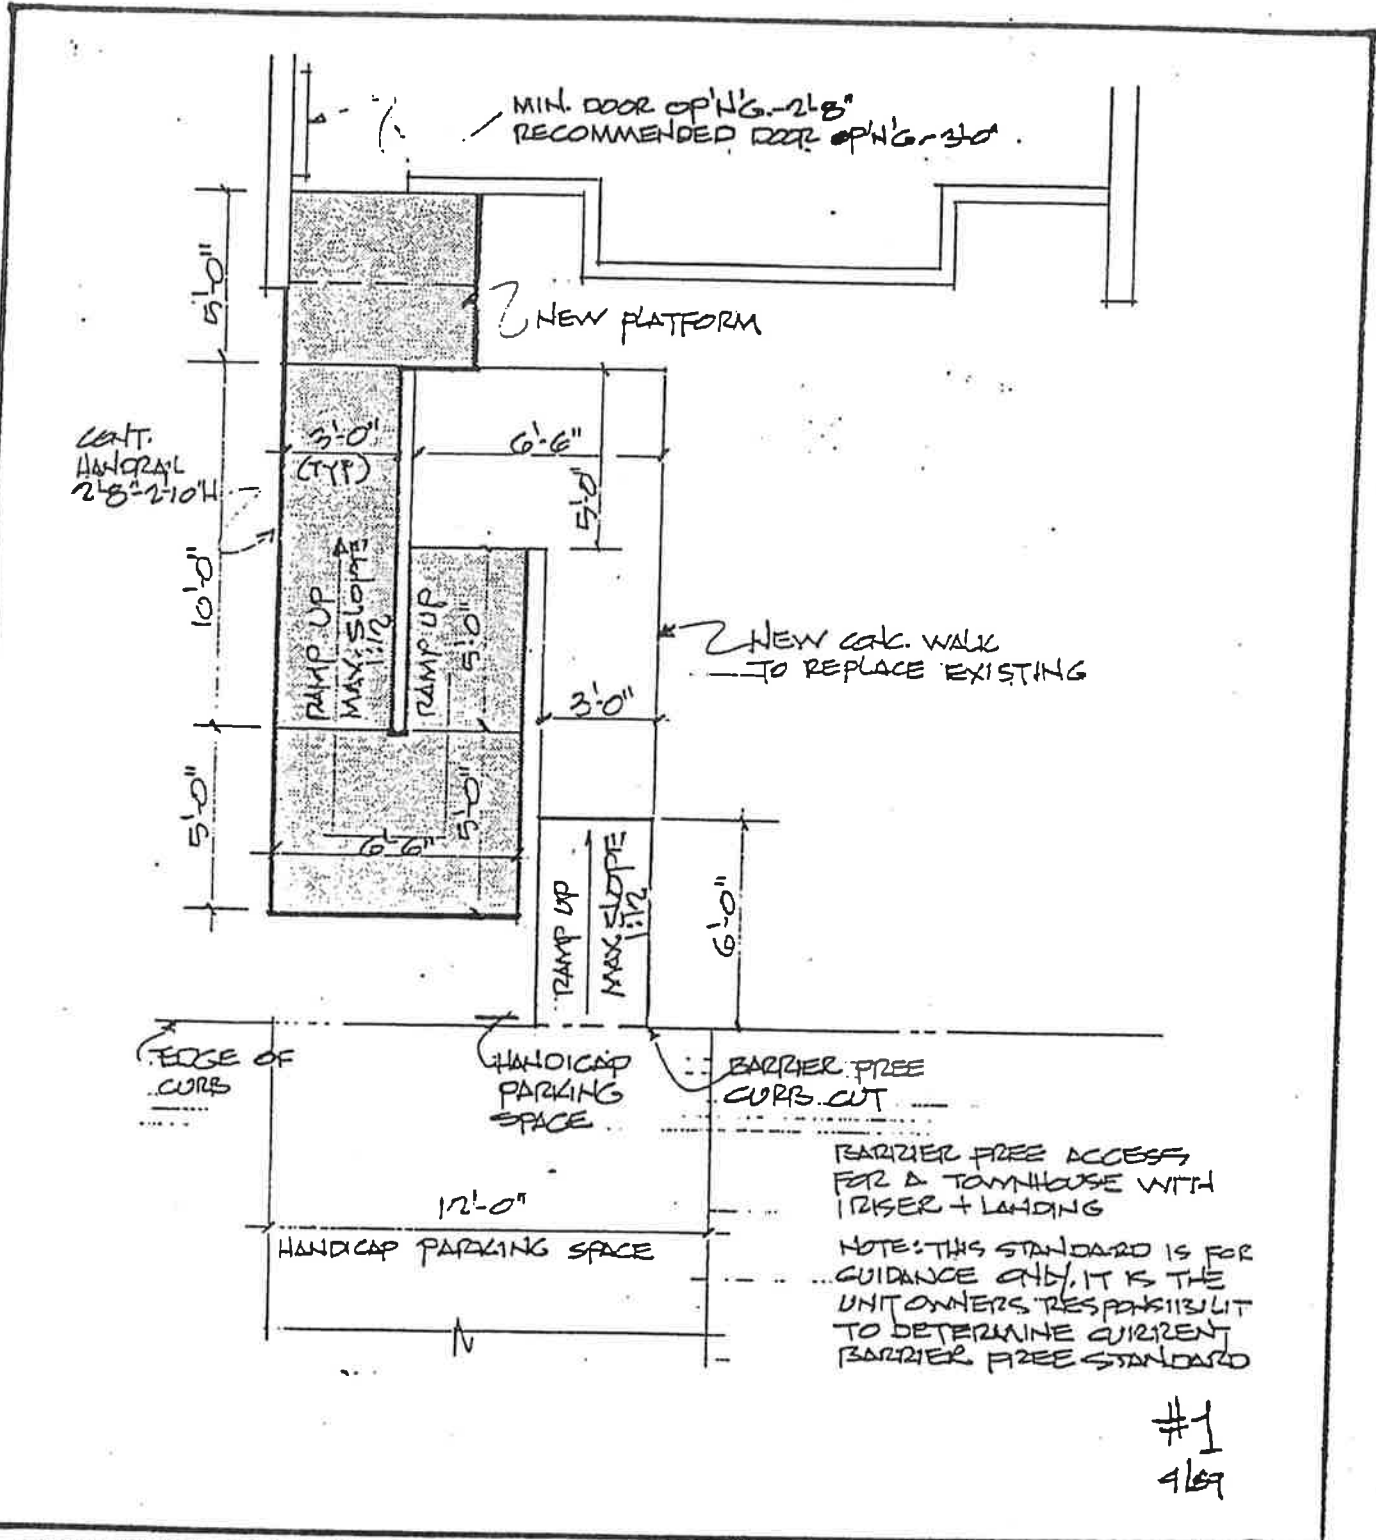 MIN. DOOR OP'N'G.-2'-8"
RECOMMENDED DOOR OP'N'G.-3'-0"
5'-0"
NEW PLATFORM
CONT.
HANDRAIL
2'-8"-2'-10"H
3'-0"
(TYP)
6'-6"
5'-0"
10'-0"
RAMP UP
MAX. SLOPE
1:12
RAMP UP
5'-0"
NEW CONC. WALK
TO REPLACE EXISTING
3'-0"
5'-0"
5'-0"
6'-6"
RAMP UP
MAX. SLOPE
1:12
6'-0"
EDGE OF
CURB
HANDICAP
PARKING
SPACE
BARRIER FREE
CURB CUT
12'-0"
HANDICAP PARKING SPACE
BARRIER FREE ACCESS
FOR A TOWNHOUSE WITH
1 RISER + LANDING
NOTE: THIS STANDARD IS FOR
GUIDANCE ONLY. IT IS THE
UNIT OWNERS RESPONSIBILIT
TO DETERMINE CURRENT
BARRIER FREE STANDARD
#1